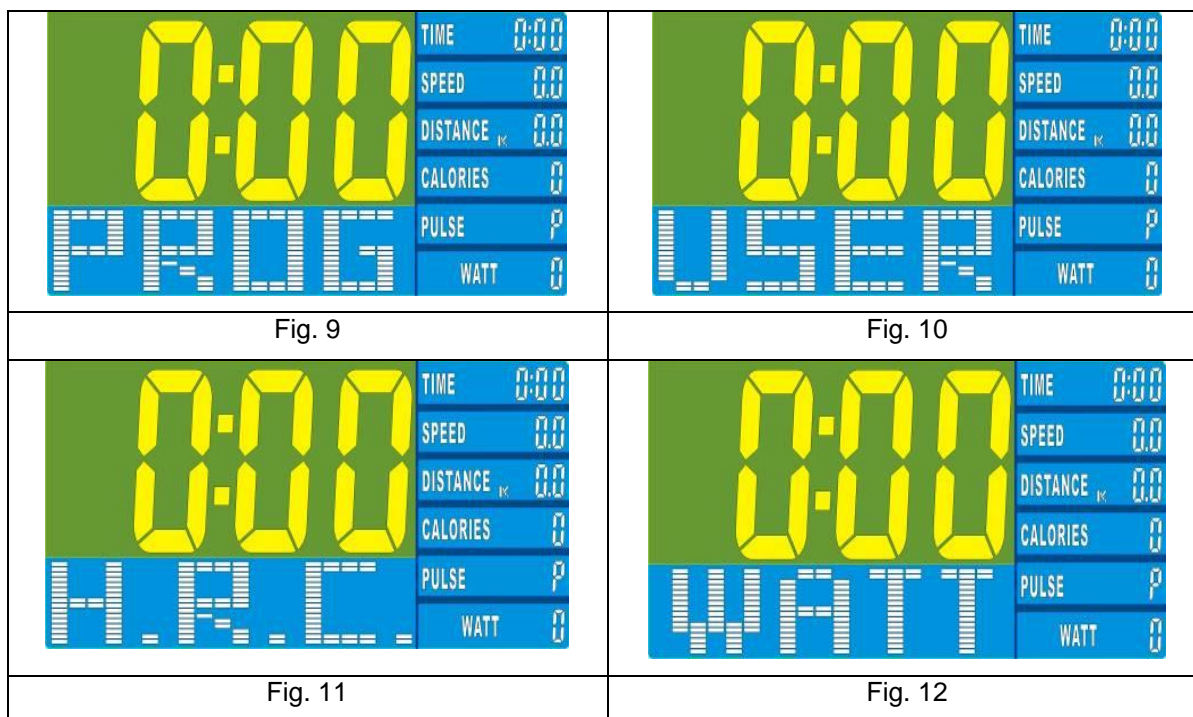 0:00
TIME 0:00
SPEED 0.0
DISTANCE K 0.0
CALORIES 0
PULSE P
WATT 0
PROG
Fig. 9
0:00
TIME 0:00
SPEED 0.0
DISTANCE K 0.0
CALORIES 0
PULSE P
WATT 0
USER
Fig. 10
0:00
TIME 0:00
SPEED 0.0
DISTANCE K 0.0
CALORIES 0
PULSE P
WATT 0
H.R.C.
Fig. 11
0:00
TIME 0:00
SPEED 0.0
DISTANCE K 0.0
CALORIES 0
PULSE P
WATT 0
WATT
Fig. 12